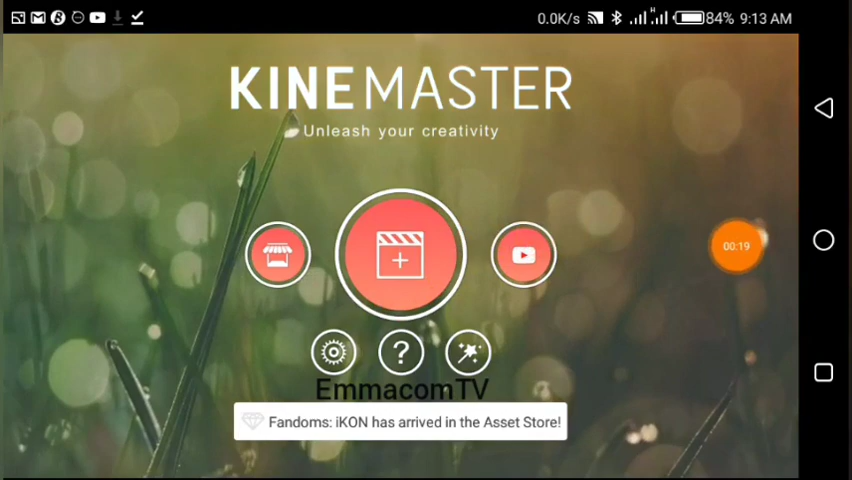 0.0K/s 84% 9:13 AM
KINEMASTER
Unleash your creativity
00:19
?
EmmacomTV
Fandoms: iKON has arrived in the Asset Store!